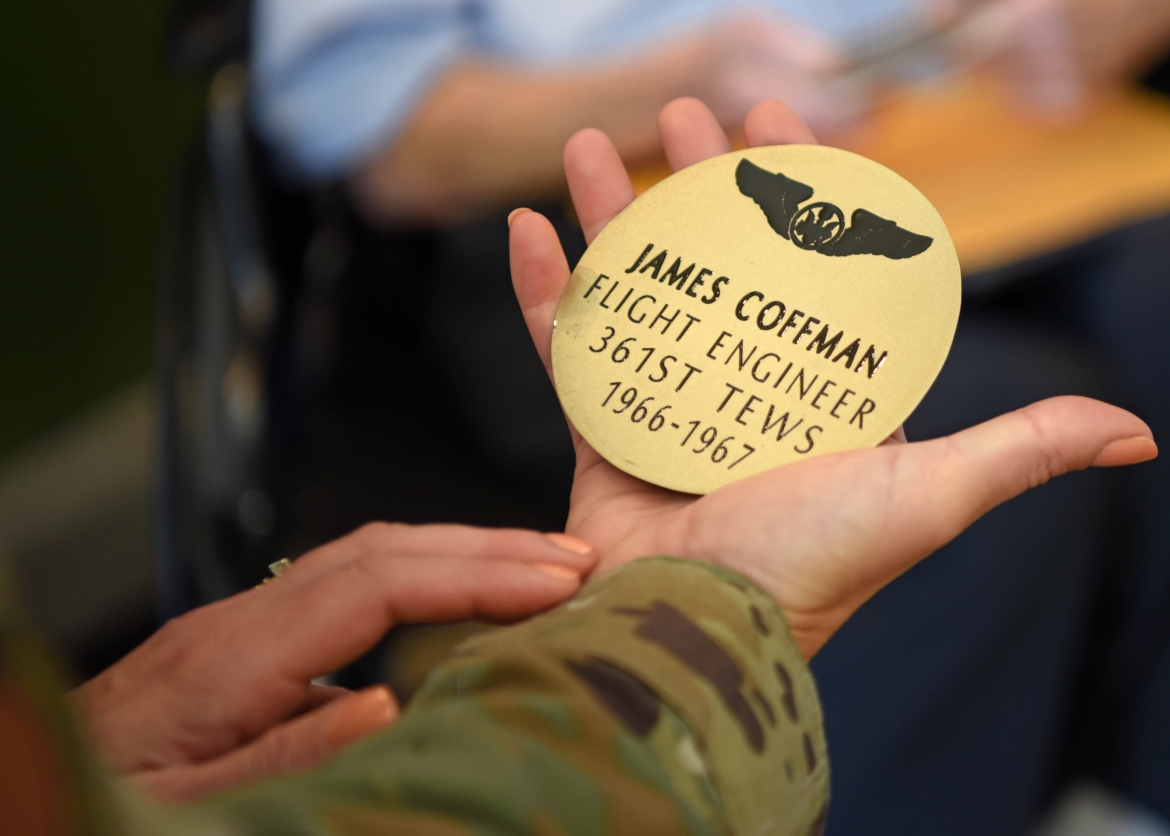 JAMES COFFMAN
FLIGHT ENGINEER
361ST TEWS
1966-1967